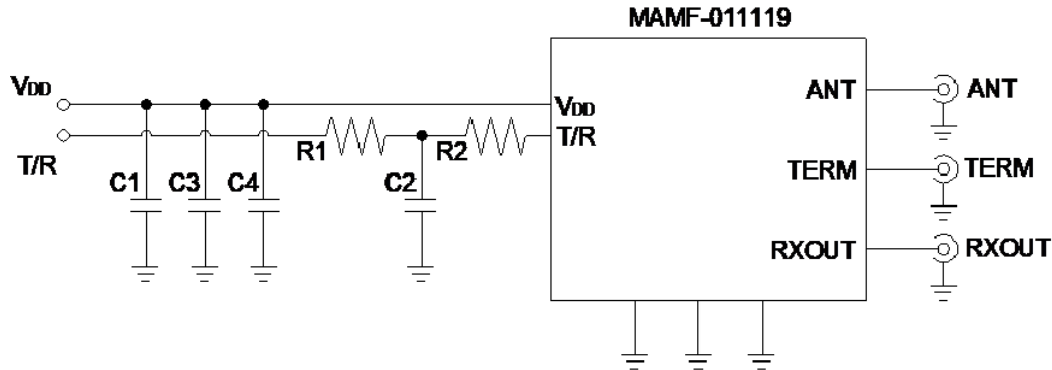 MAMF-011119
VDD
T/R
C1
C3
C4
R1
C2
R2
VDD
T/R
ANT
TERM
RXOUT
ANT
TERM
RXOUT